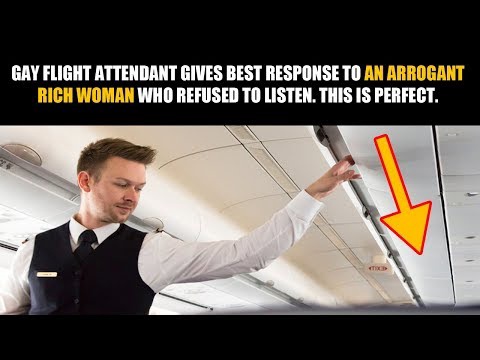 GAY FLIGHT ATTENDANT GIVES BEST RESPONSE TO AN ARROGANT
RICH WOMAN WHO REFUSED TO LISTEN. THIS IS PERFECT.